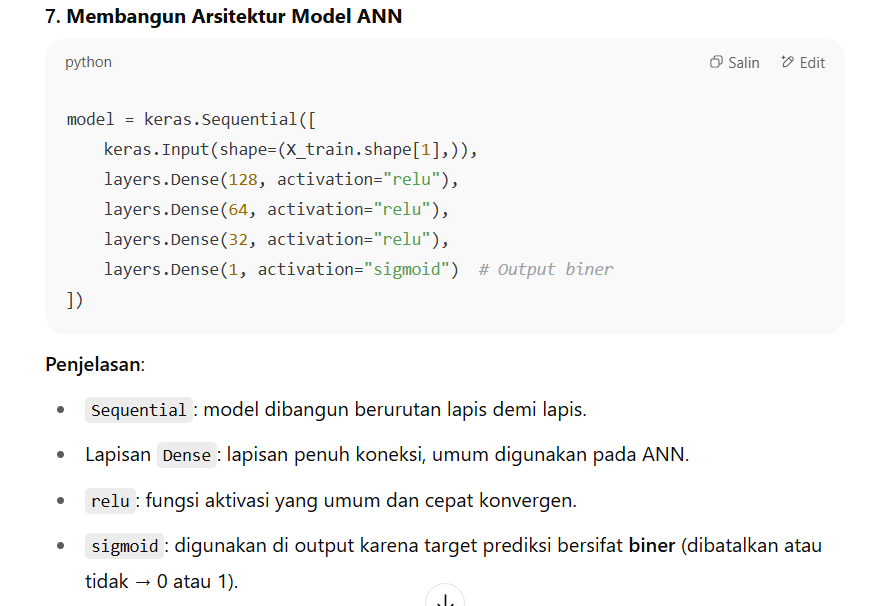 7. Membangun Arsitektur Model ANN
python
Salin
Edit
model = keras.Sequential([
    keras.Input(shape=(X_train.shape[1],)),
    layers.Dense(128, activation="relu"),
    layers.Dense(64, activation="relu"),
    layers.Dense(32, activation="relu"),
    layers.Dense(1, activation="sigmoid")  # Output biner
])
Penjelasan:
• Sequential: model dibangun berurutan lapis demi lapis.
• Lapisan Dense: lapisan penuh koneksi, umum digunakan pada ANN.
• relu: fungsi aktivasi yang umum dan cepat konvergen.
• sigmoid: digunakan di output karena target prediksi bersifat biner (dibatalkan atau
tidak → 0 atau 1).